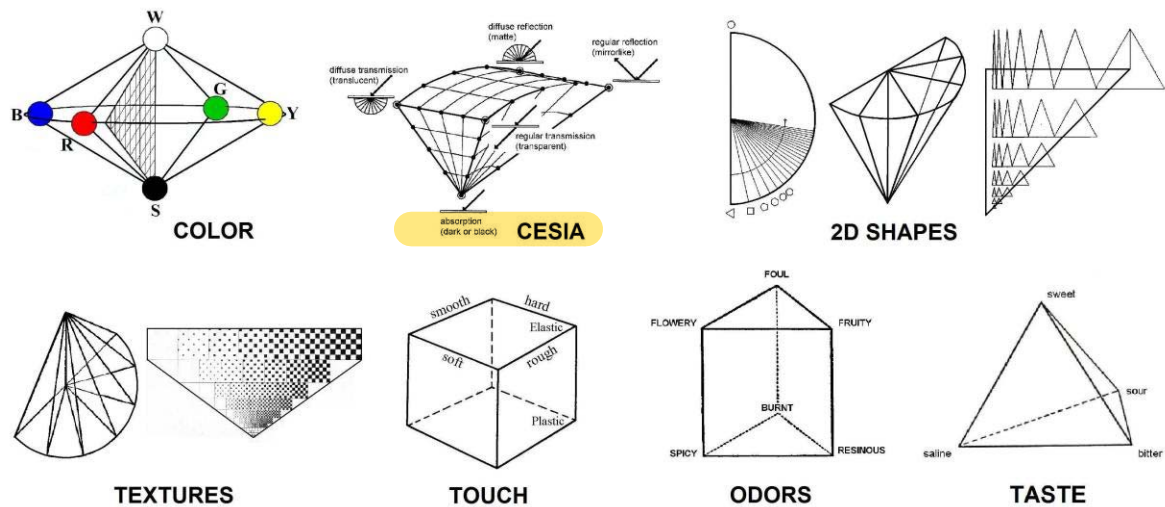 W
B
G
Y
R
S
COLOR
diffuse reflection
(matte)
regular reflection
(mirrorlike)
diffuse transmission
(translucent)
regular transmission
(transparent)
absorption
(dark or black)
CESIA
2D SHAPES
TEXTURES
smooth
hard
Elastic
soft
rough
Plastic
TOUCH
FOUL
FLOWERY
FRUITY
BURNT
SPICY
RESINOUS
ODORS
sweet
sour
saline
bitter
TASTE